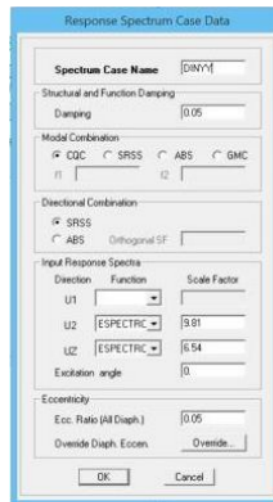 Response Spectrum Case Data
Spectrum Case Name DINYY
Structural and Function Damping
Damping 0.05
Modal Combination
CQC SRSS ABS GMC
f1 f2
Directional Combination
SRSS
ABS Orthogonal SF
Input Response Spectra
Direction Function Scale Factor
U1
U2 ESPECTRC 9.81
UZ ESPECTRC 6.54
Excitation angle 0.
Eccentricity
Ecc. Ratio (All Diaph.) 0.05
Override Diaph. Eccen. Override...
OK Cancel